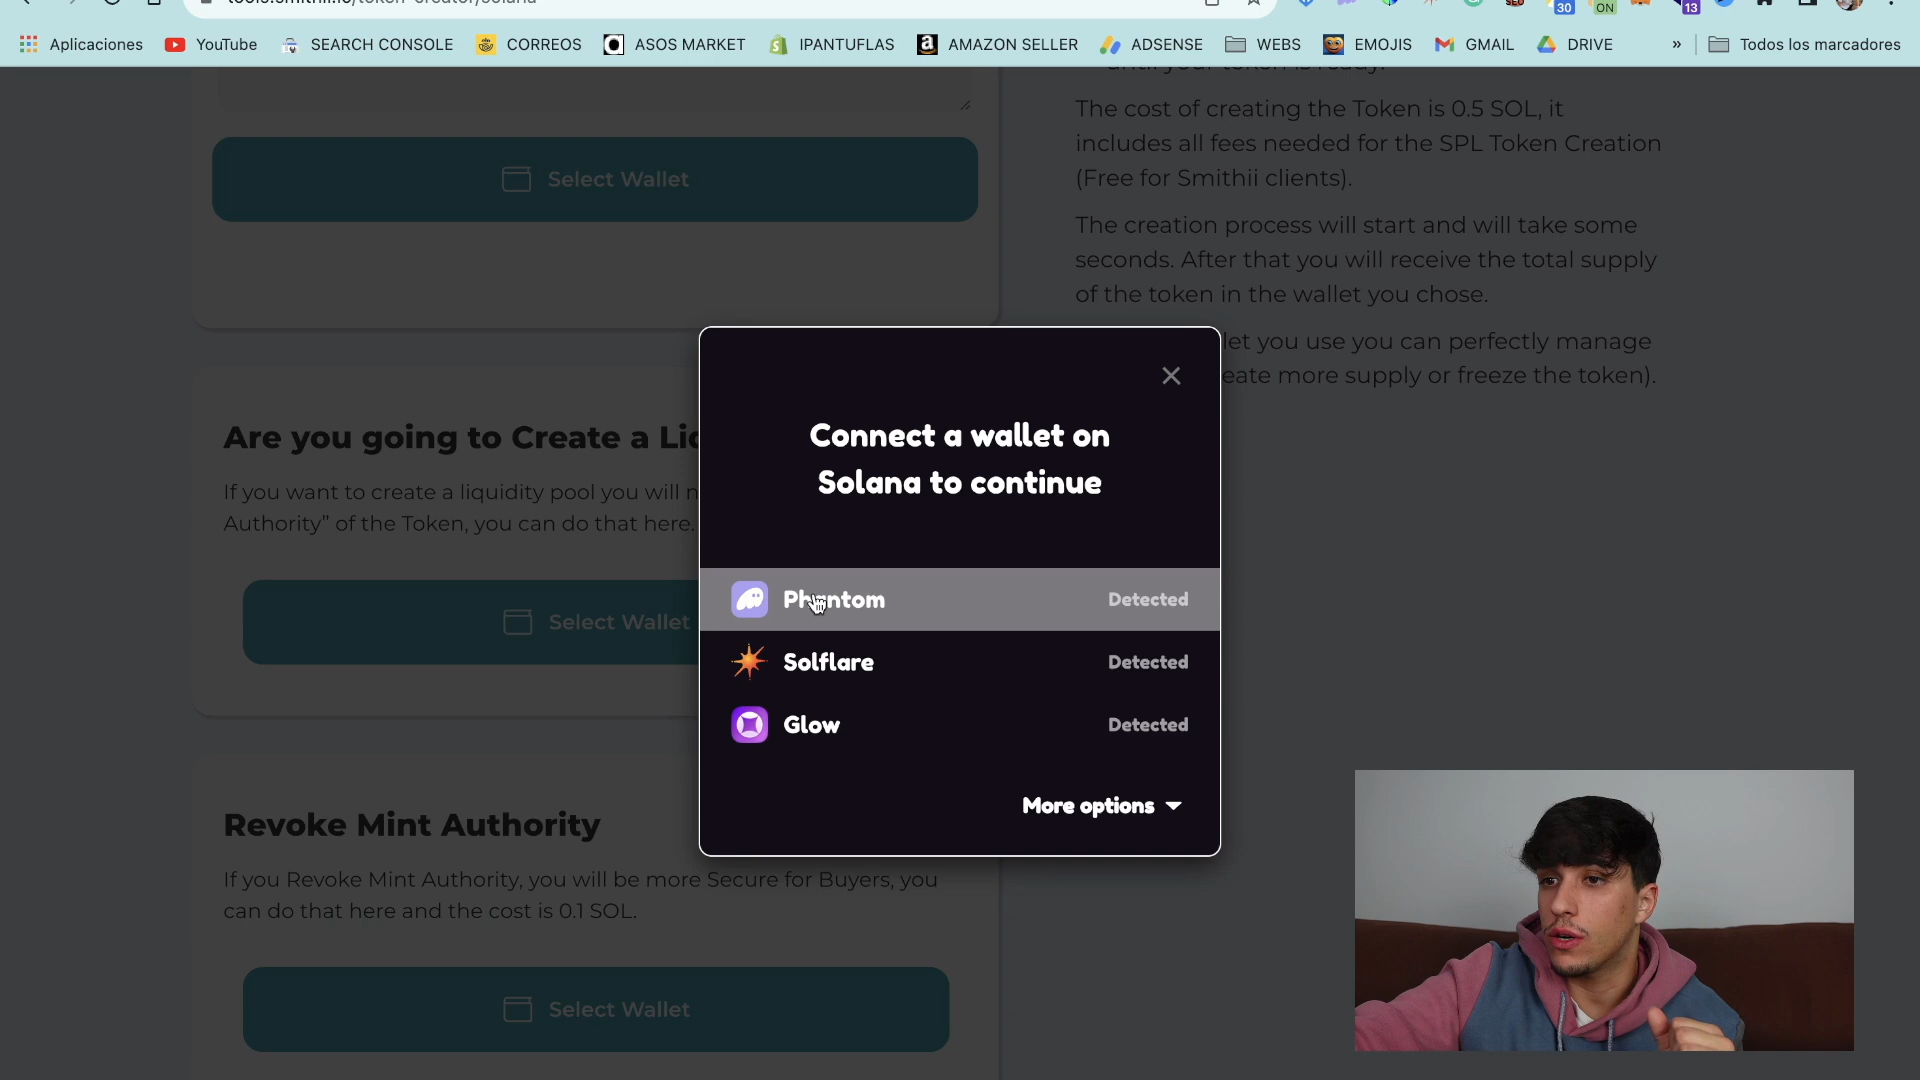 30
ON
13
Aplicaciones
YouTube
SEARCH CONSOLE
CORREOS
ASOS MARKET
IPANTUFLAS
AMAZON SELLER
ADSENSE
WEBS
EMOJIS
GMAIL
DRIVE
»
Todos los marcadores
The cost of creating the Token is 0.5 SOL, it
includes all fees needed for the SPL Token Creation
(Free for Smithii clients).
Select Wallet
The creation process will start and will take some
seconds. After that you will receive the total supply
of the token in the wallet you chose.
let you use you can perfectly manage
eate more supply or freeze the token).
Are you going to Create a Li
If you want to create a liquidity pool you will n
Authority” of the Token, you can do that here.
Select Wallet
Connect a wallet on
Solana to continue
Phantom
Detected
Solflare
Detected
Glow
Detected
More options
Revoke Mint Authority
If you Revoke Mint Authority, you will be more Secure for Buyers, you
can do that here and the cost is 0.1 SOL.
Select Wallet